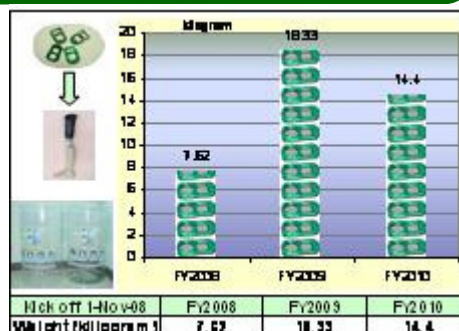 kilogram
20
18
16
14
12
10
8
6
4
2
0
7.62
18.33
14.4
FY2008
FY2009
FY2010
Kick off 1-Nov-08 FY2008 FY2009 FY2010
Weight (kilogram) 7.62 18.33 14.4